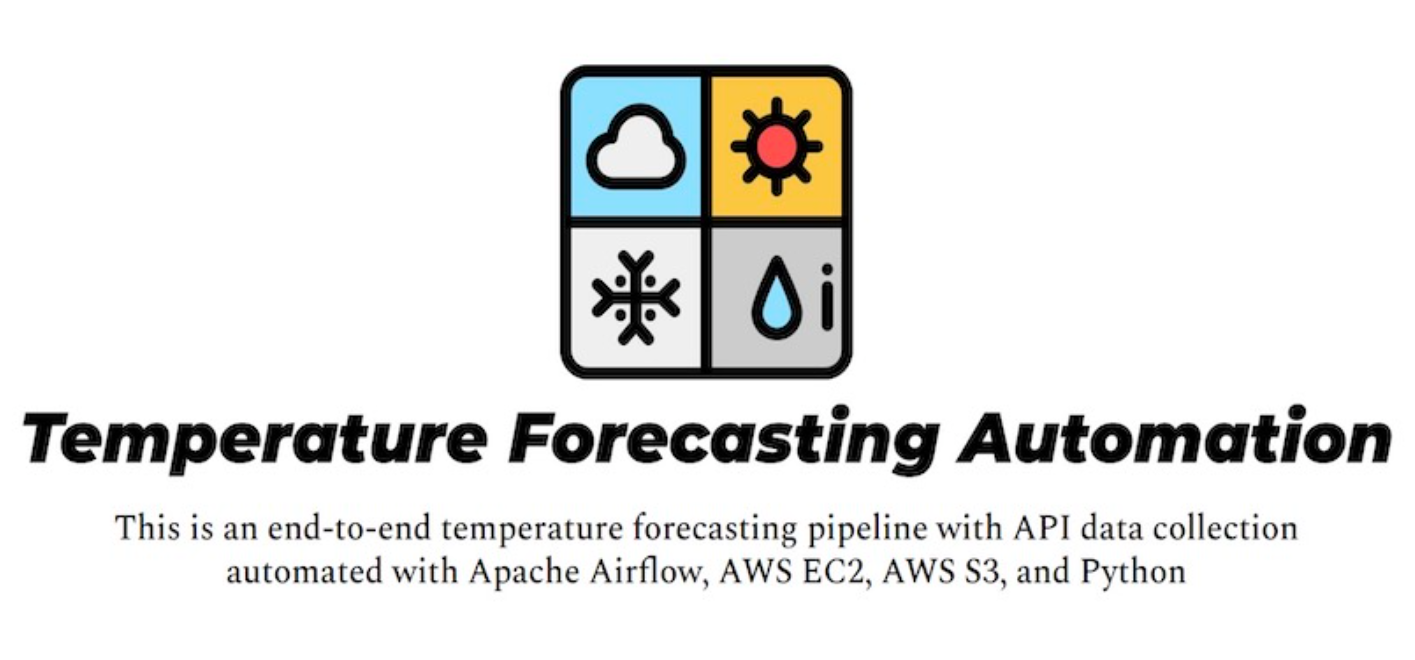 i
Temperature Forecasting Automation
This is an end-to-end temperature forecasting pipeline with API data collection
automated with Apache Airflow, AWS EC2, AWS S3, and Python